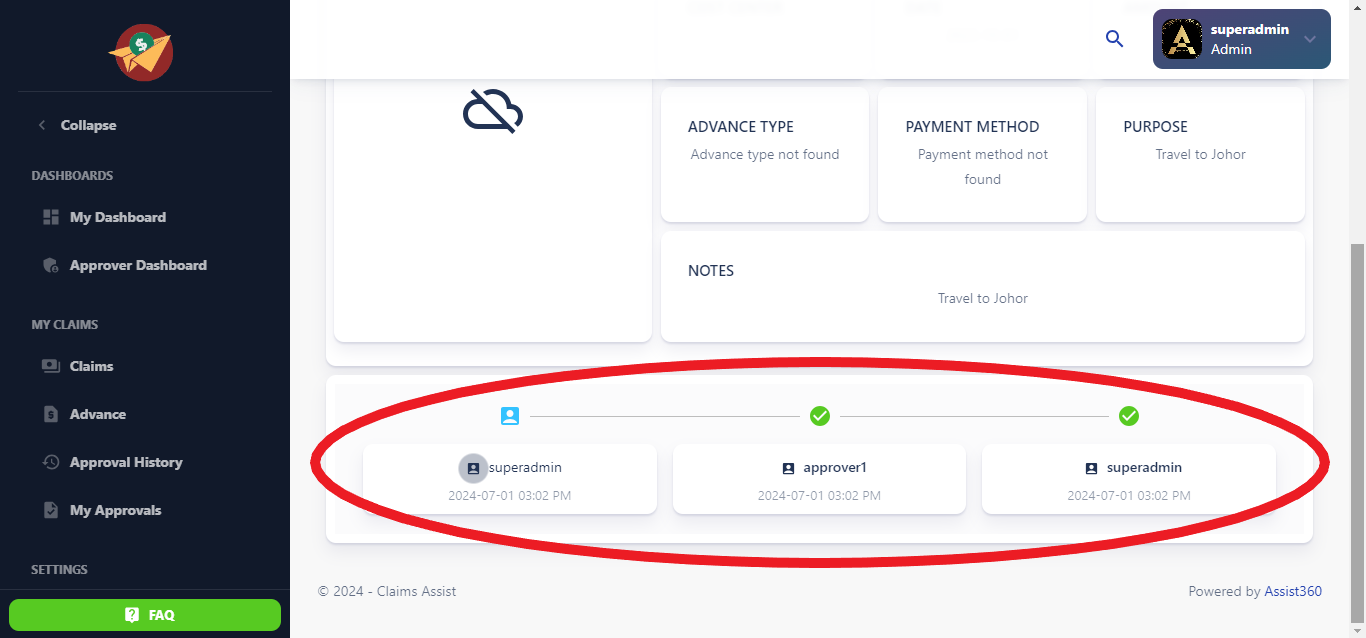 superadmin
Admin
Collapse
DASHBOARDS
My Dashboard
Approver Dashboard
MY CLAIMS
Claims
Advance
Approval History
My Approvals
SETTINGS
FAQ
ADVANCE TYPE
Advance type not found
PAYMENT METHOD
Payment method not
found
PURPOSE
Travel to Johor
NOTES
Travel to Johor
superadmin
2024-07-01 03:02 PM
approver1
2024-07-01 03:02 PM
superadmin
2024-07-01 03:02 PM
© 2024 - Claims Assist
Powered by Assist360